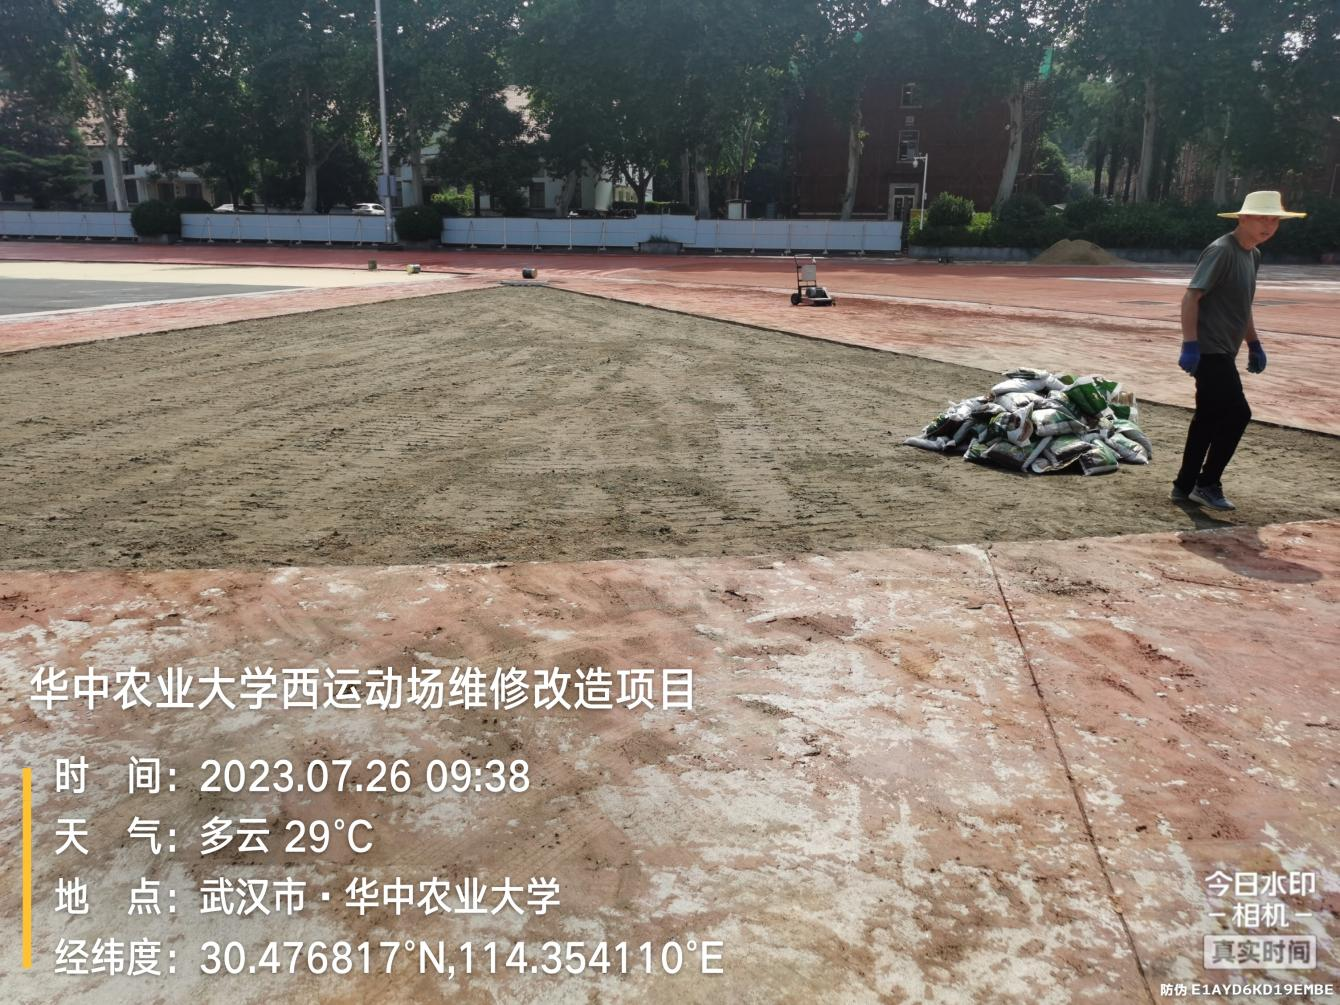 华中农业大学西运动场维修改造项目
时 间：2023.07.26 09:38
天 气：多云 29℃
地 点：武汉市·华中农业大学
经纬度：30.476817°N,114.354110°E
今日水印
-相机-
真实时间
防伪 E1AYD6KD19EMBE